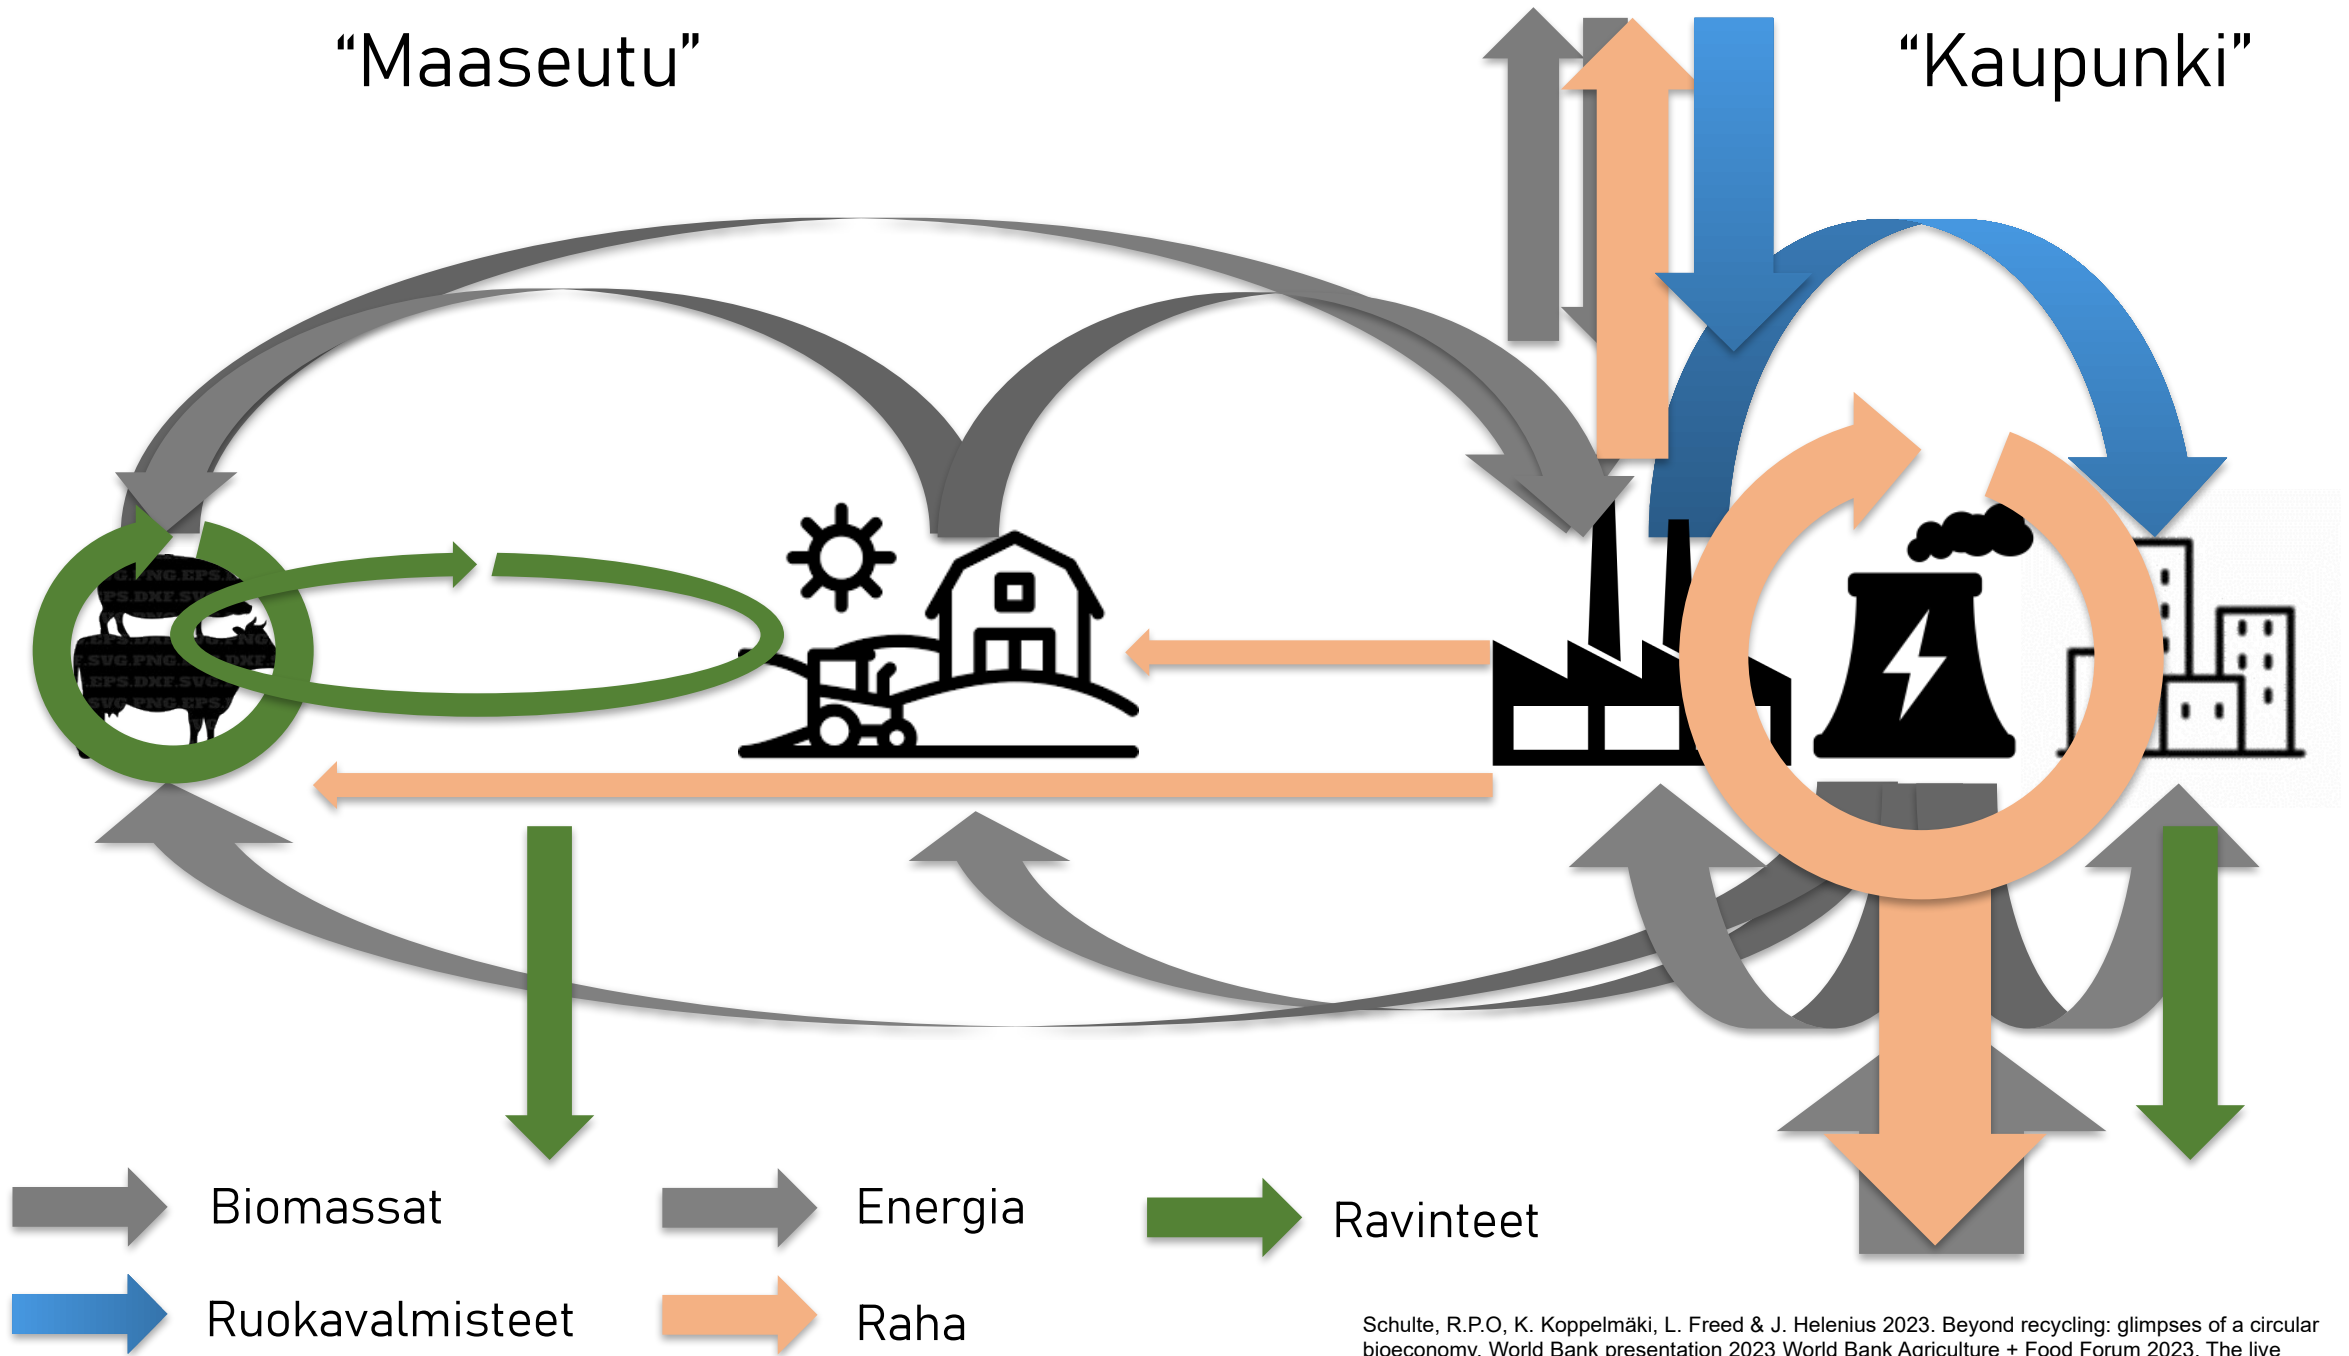 “Maaseutu”
“Kaupunki”
Biomassat
Energia
Ravinteet
Ruokavalmisteet
Raha
Schulte, R.P.O, K. Koppelmäki, L. Freed & J. Helenius 2023. Beyond recycling: glimpses of a circular
bioeconomy. World Bank presentation 2023 World Bank Agriculture + Food Forum 2023. The live